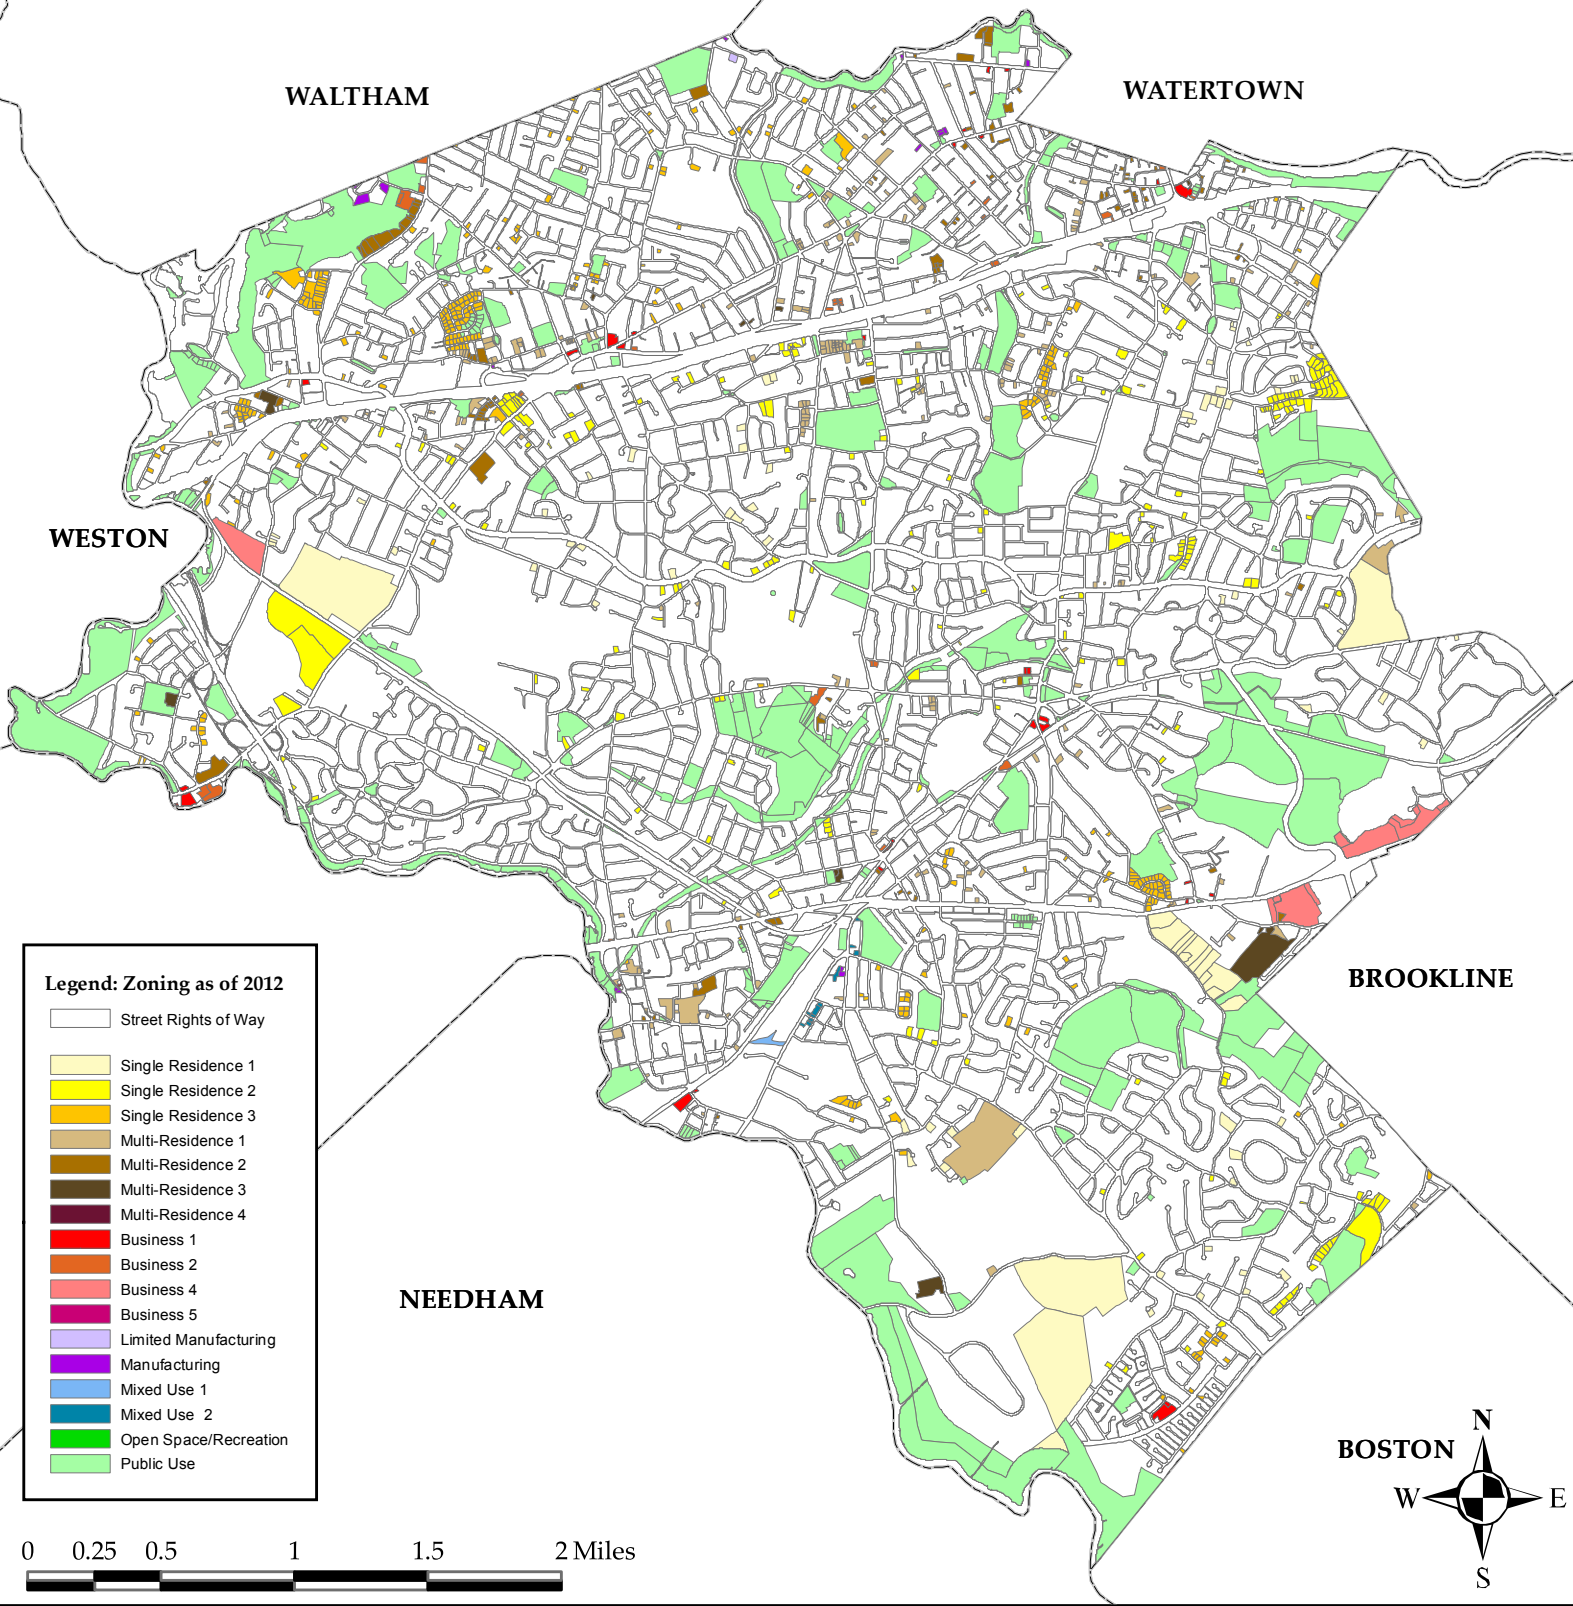 WALTHAM
WATERTOWN
WESTON
BROOKLINE
NEEDHAM
BOSTON
Legend: Zoning as of 2012
Street Rights of Way
Single Residence 1
Single Residence 2
Single Residence 3
Multi-Residence 1
Multi-Residence 2
Multi-Residence 3
Multi-Residence 4
Business 1
Business 2
Business 4
Business 5
Limited Manufacturing
Manufacturing
Mixed Use 1
Mixed Use 2
Open Space/Recreation
Public Use
N
W E
S
0 0.25 0.5 1 1.5 2 Miles